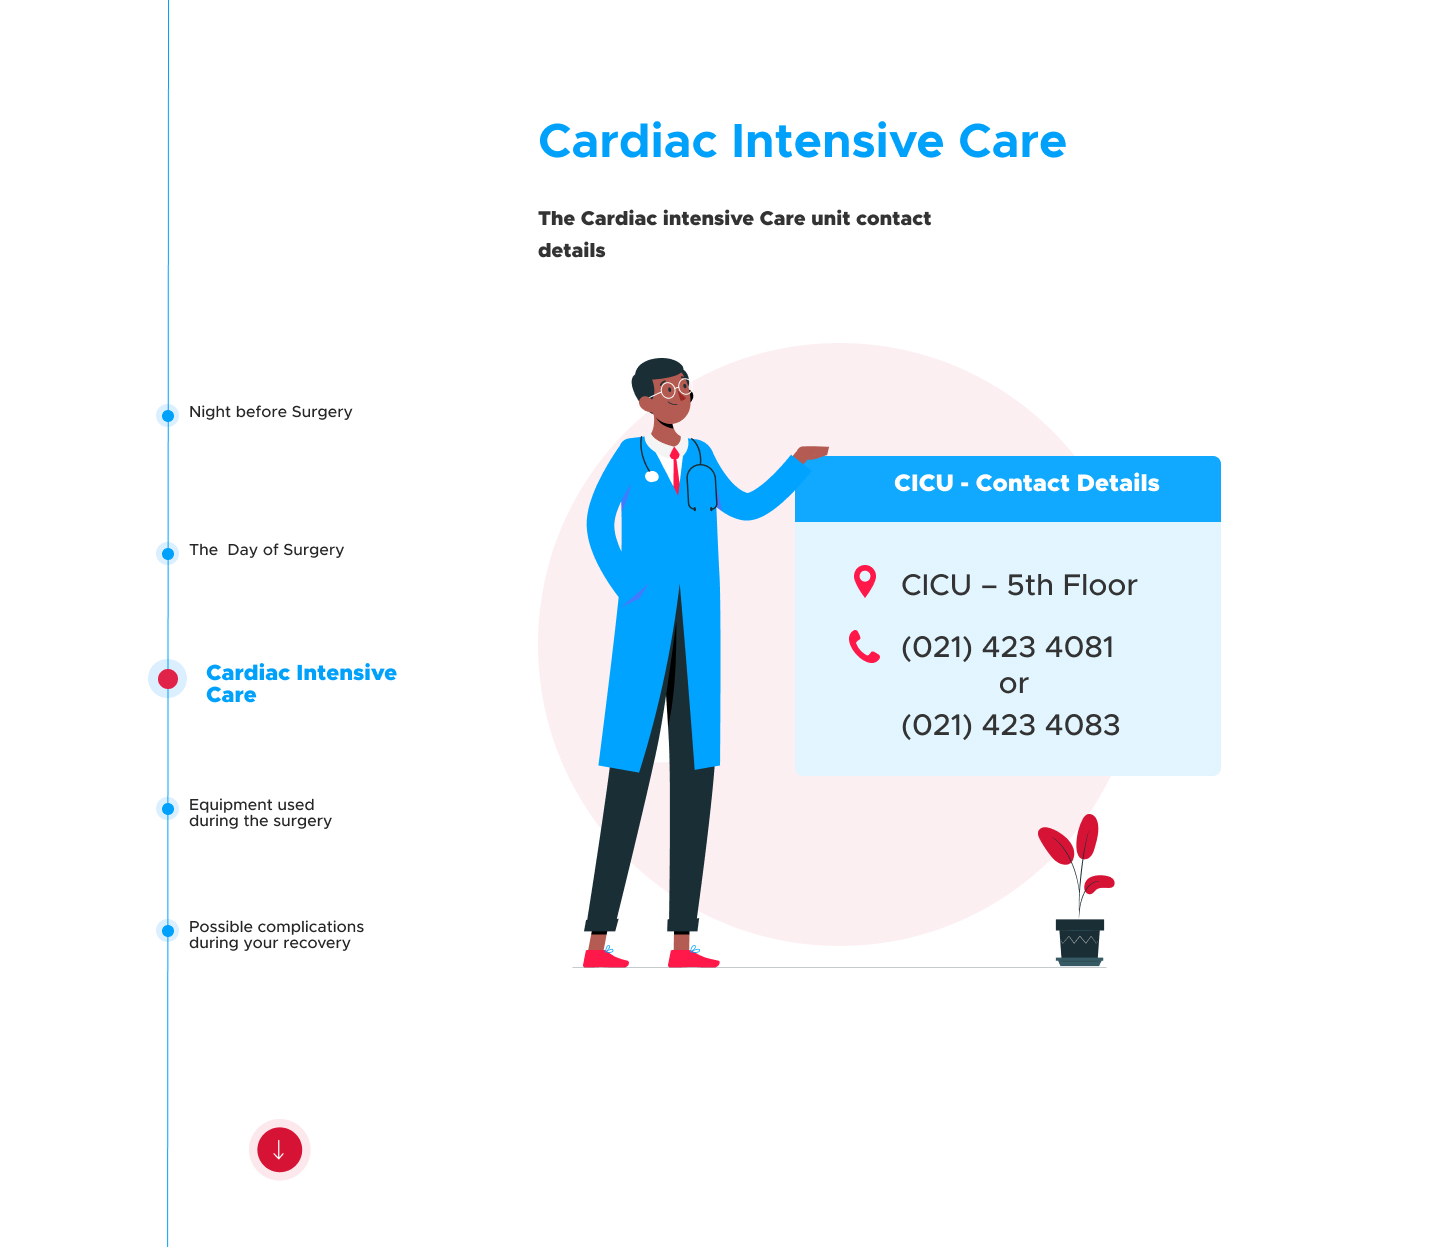 Cardiac Intensive Care
The Cardiac intensive Care unit contact
details
Night before Surgery
The  Day of Surgery
Cardiac Intensive
Care
Equipment used
during the surgery
Possible complications
during your recovery
CICU - Contact Details
CICU – 5th Floor
(021) 423 4081
or
(021) 423 4083